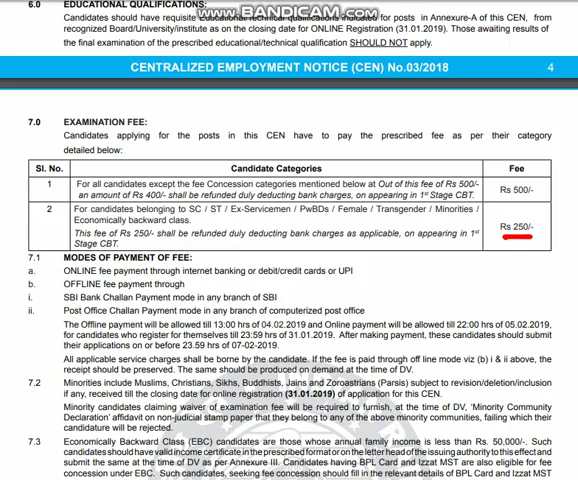 www.BANDICAM.com
6.0 EDUCATIONAL QUALIFICATIONS:
Candidates should have requisite Educational/Technical qualifications indicated for posts in Annexure-A of this CEN, from
recognized Board/University/institute as on the closing date for ONLINE Registration (31.01.2019). Those awaiting results of
the final examination of the prescribed educational/technical qualification SHOULD NOT apply.
CENTRALIZED EMPLOYMENT NOTICE (CEN) No.03/2018 4
7.0 EXAMINATION FEE:
Candidates applying for the posts in this CEN have to pay the prescribed fee as per their category
detailed below:
Sl. No. Candidate Categories Fee
1 For all candidates except the fee Concession categories mentioned below at Out of this fee of Rs 500/-
an amount of Rs 400/- shall be refunded duly deducting bank charges, on appearing in 1st Stage CBT. Rs 500/-
2 For candidates belonging to SC / ST / Ex-Servicemen / PwBDs / Female / Transgender / Minorities /
Economically backward class.
This fee of Rs 250/- shall be refunded duly deducting bank charges as applicable, on appearing in 1st
Stage CBT. Rs 250/-
7.1 MODES OF PAYMENT OF FEE:
a. ONLINE fee payment through internet banking or debit/credit cards or UPI
b. OFFLINE fee payment through
i. SBI Bank Challan Payment mode in any branch of SBI
ii. Post Office Challan Payment mode in any branch of computerized post office
The Offline payment will be allowed till 13:00 hrs of 04.02.2019 and Online payment will be allowed till 22:00 hrs of 05.02.2019,
for candidates who register for themselves till 23:59 hrs of 31.01.2019. After making payment, these candidates should submit
their applications on or before 23.59 hrs of 07-02-2019.
All applicable service charges shall be borne by the candidate. If the fee is paid through off line mode viz (b) i & ii above, the
receipt should be preserved. The same should be produced on demand at the time of DV.
7.2 Minorities include Muslims, Christians, Sikhs, Buddhists, Jains and Zoroastrians (Parsis) subject to revision/deletion/inclusion
if any, received till the closing date for online registration (31.01.2019) of application for this CEN.
Minority candidates claiming waiver of examination fee will be required to furnish, at the time of DV, 'Minority Community
Declaration' affidavit on non-judicial stamp paper that they belong to any of the above minority communities, failing which their
candidature will be rejected.
7.3 Economically Backward Class (EBC) candidates are those whose annual family income is less than Rs. 50,000/-. Such
candidates should have valid income certificate in the prescribed format or on the letter head of the issuing authority to this effect and
submit the same at the time of DV as per Annexure III. Candidates having BPL Card and Izzat MST are also eligible for fee
concession under EBC. Such candidates, seeking fee concession should fill in the relevant details of BPL Card and Izzat MST